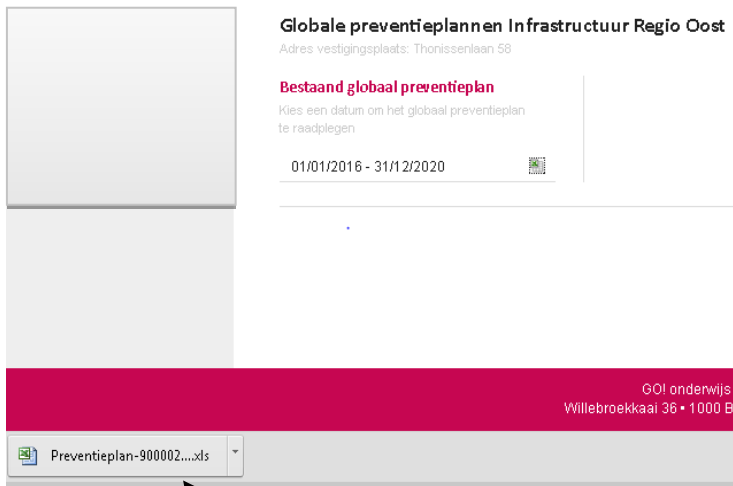 Globale preventieplannen Infrastructuur Regio Oost
Adres vestigingsplaats: Thonissenlaan 58
Bestaand globaal preventieplan
Kies een datum om het globaal preventieplan
te raadplegen
01/01/2016 - 31/12/2020
GO! onderwijs
Willebroekkaai 36 • 1000 B
Preventieplan-900002....xls